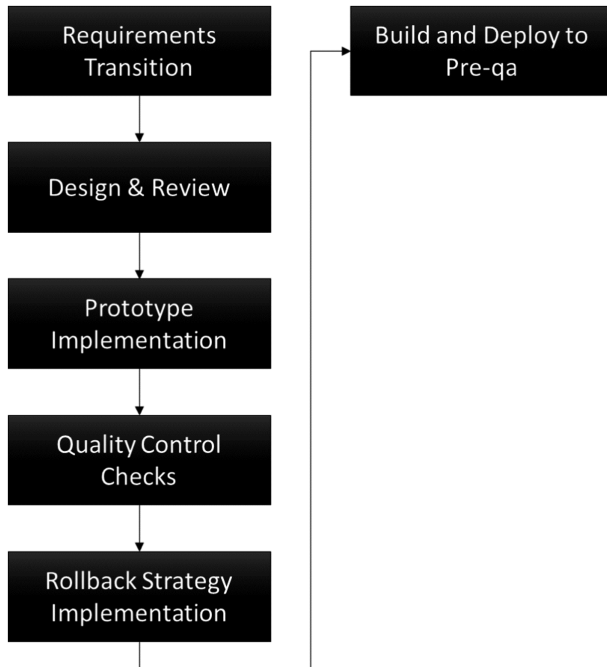 Requirements
Transition
Design & Review
Prototype
Implementation
Quality Control
Checks
Rollback Strategy
Implementation
Build and Deploy to
Pre-qa